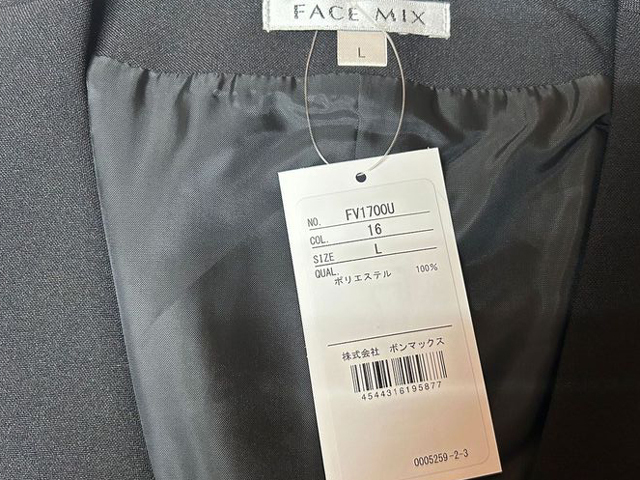 FACE MIX
L
NO. FV1700U
COL. 16
SIZE L
QUAL.
ポリエステル 100%
株式会社 ボンマックス
4544316195877
0005259-2-3